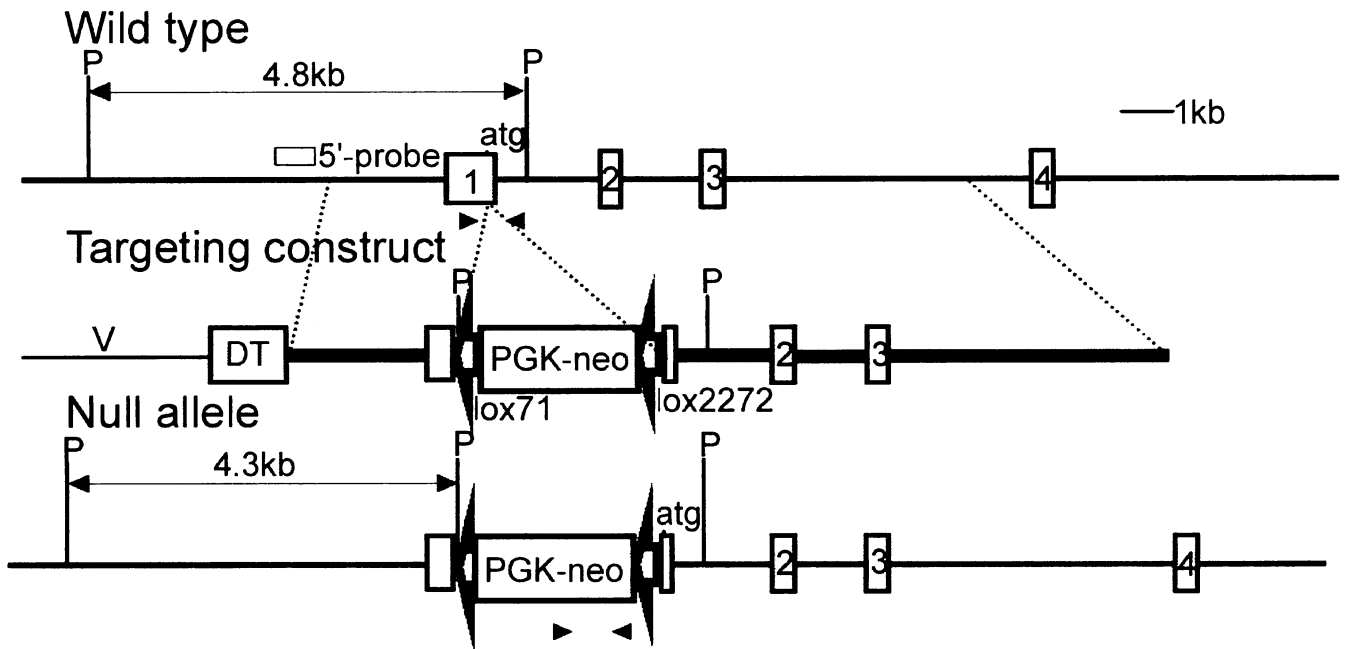 Wild type
P
4.8kb
P
1kb
atg
5'-probe
1
2
3
4
Targeting construct
P
P
V
DT
PGK-neo
2
3
lox71
lox2272
Null allele
P
4.3kb
P
P
atg
PGK-neo
2
3
4